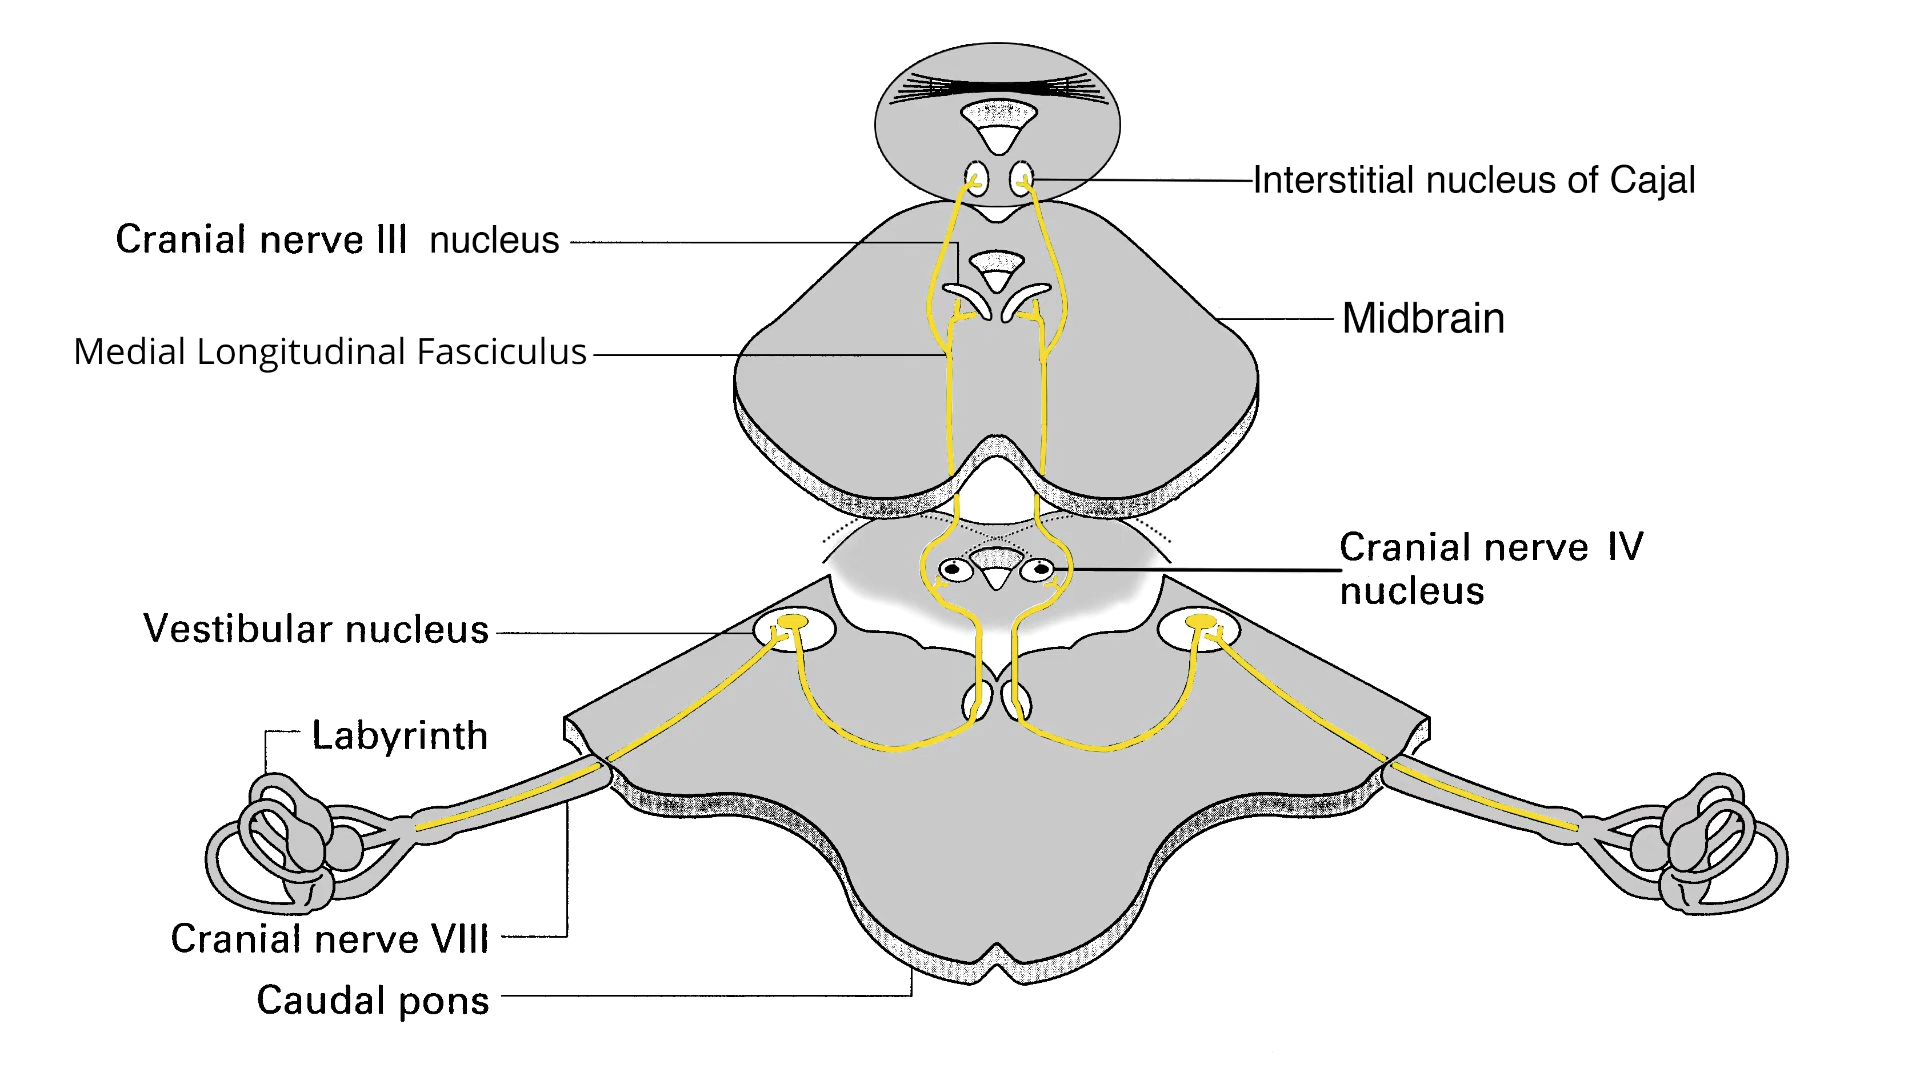 Interstitial nucleus of Cajal
Cranial nerve III nucleus
Midbrain
Medial Longitudinal Fasciculus
Cranial nerve IV
nucleus
Vestibular nucleus
Labyrinth
Cranial nerve VIII
Caudal pons